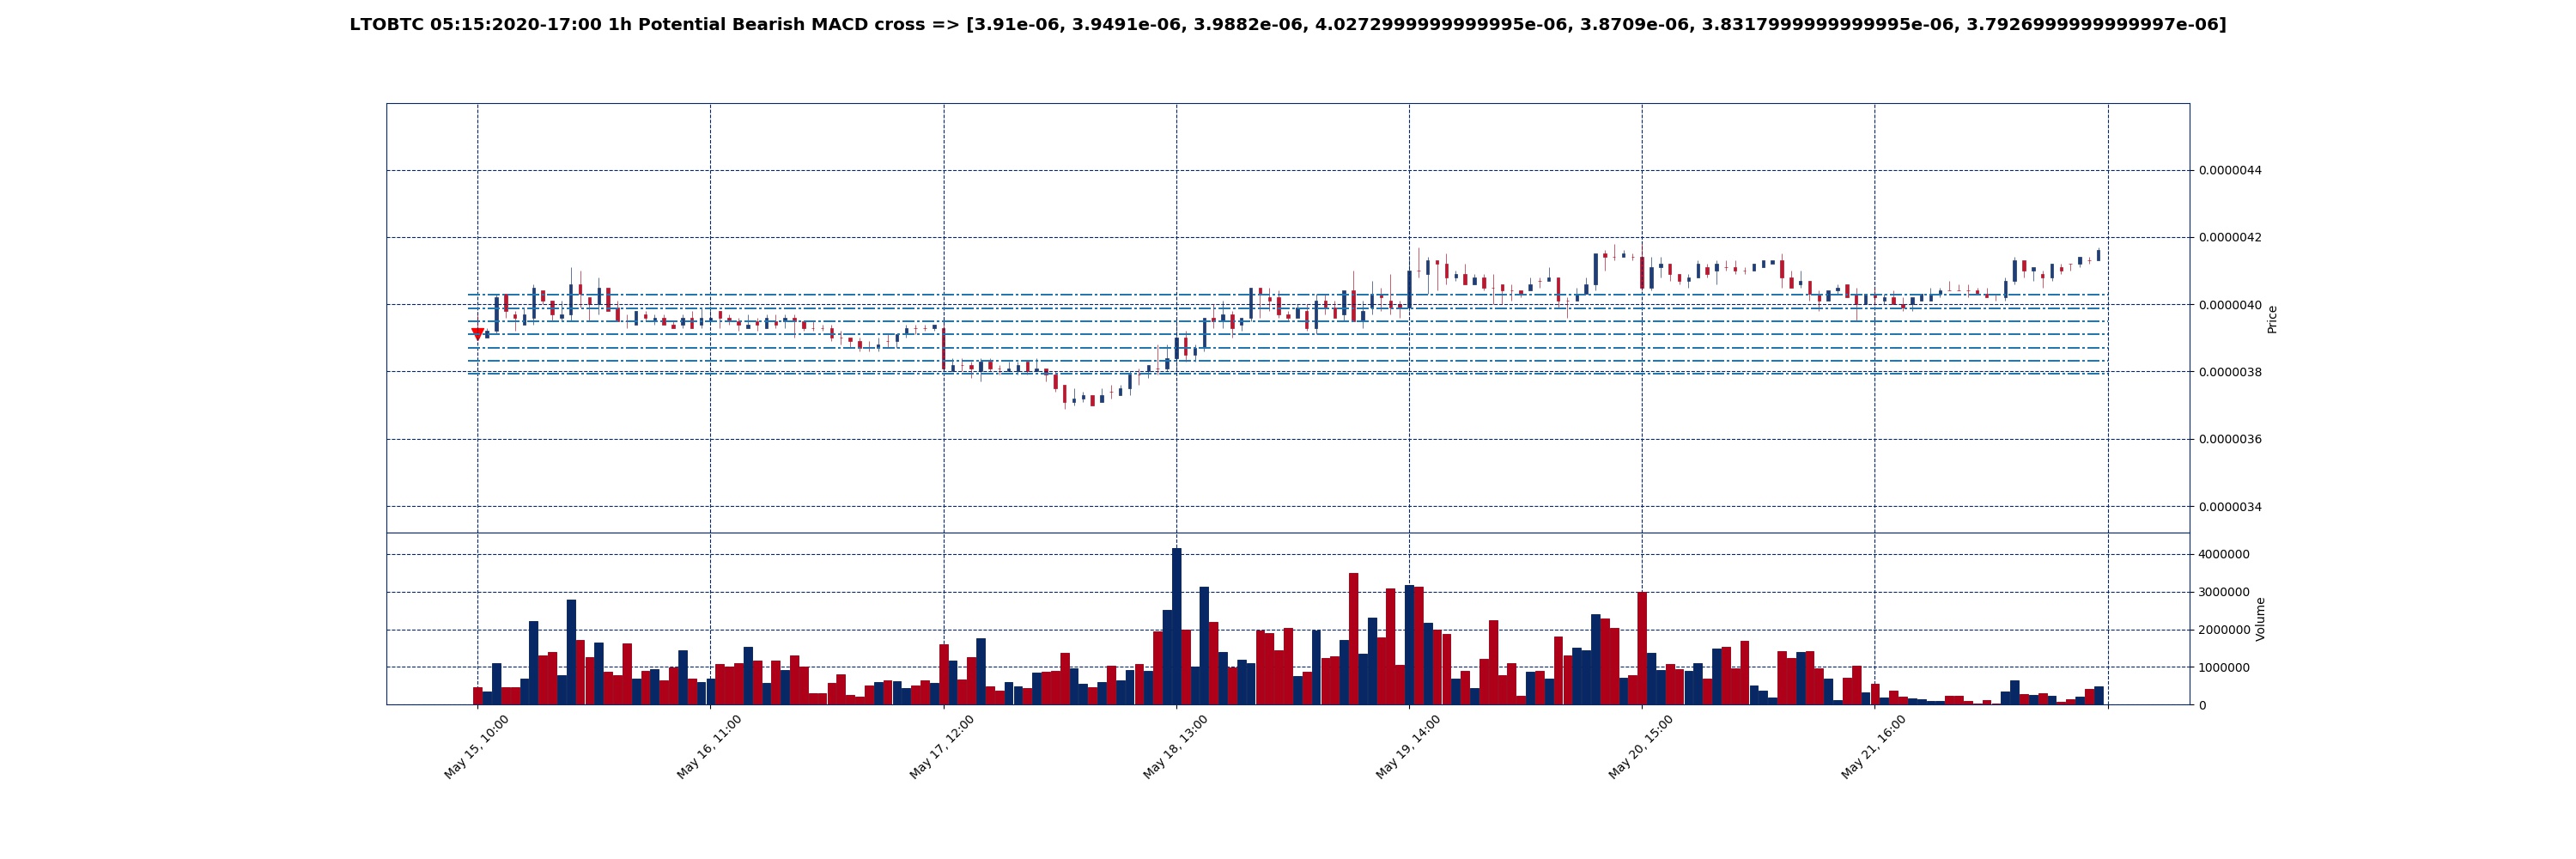 LTOBTC 05:15:2020-17:00 1h Potential Bearish MACD cross => [3.91e-06, 3.9491e-06, 3.9882e-06, 4.0272999999999995e-06, 3.8709e-06, 3.8317999999999995e-06, 3.7926999999999997e-06]
0.0000044
0.0000042
0.0000040
Price
0.0000038
0.0000036
0.0000034
4000000
3000000
Volume
2000000
1000000
0
May 15, 10:00
May 16, 11:00
May 17, 12:00
May 18, 13:00
May 19, 14:00
May 20, 15:00
May 21, 16:00